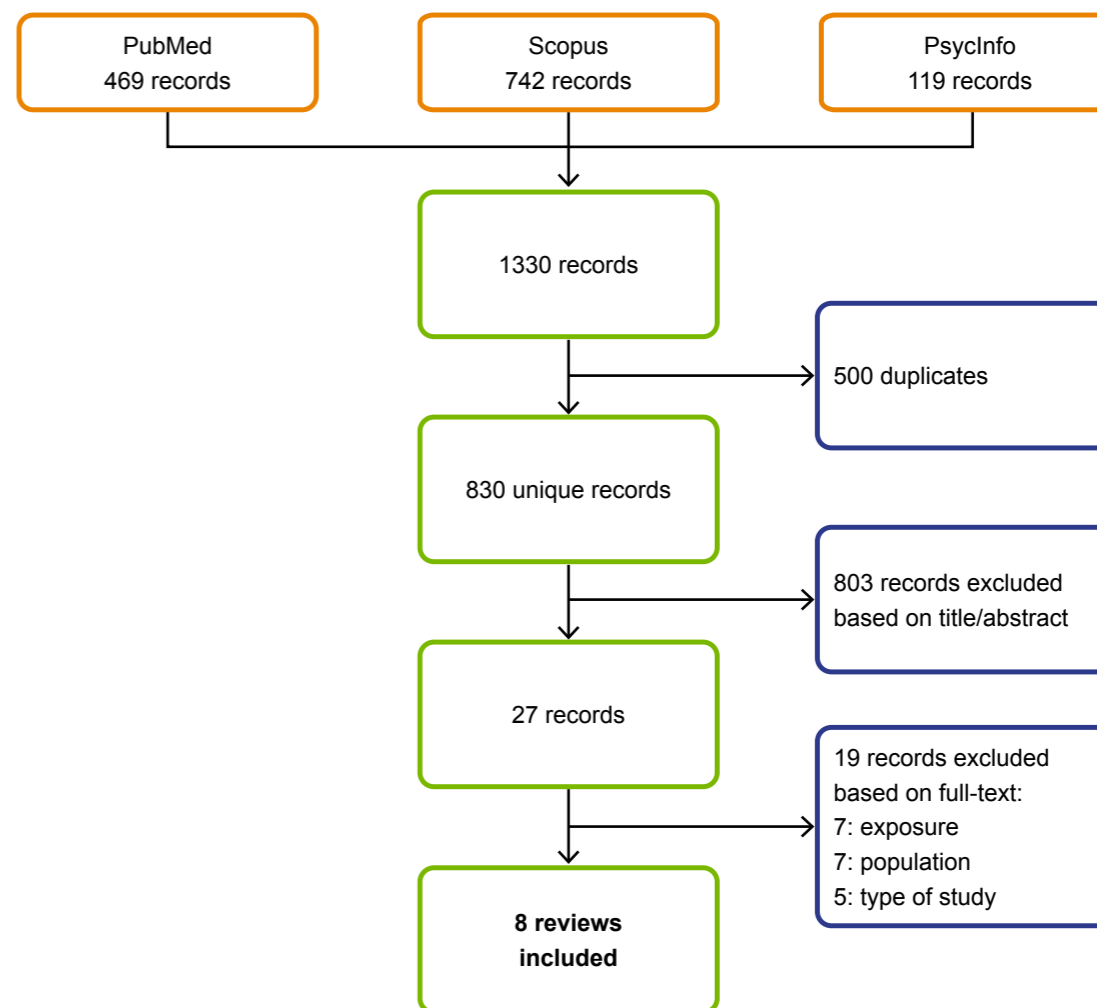 PubMed
469 records
Scopus
742 records
PsycInfo
119 records
1330 records
500 duplicates
830 unique records
803 records excluded
based on title/abstract
27 records
19 records excluded
based on full-text:
7: exposure
7: population
5: type of study
8 reviews
included